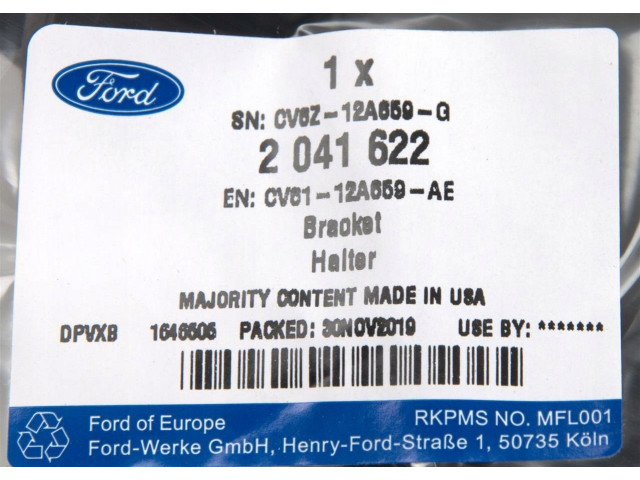 Ford
1 x
SN: CV6Z-12A659-G
2 041 622
EN: CV61-12A659-AE
Bracket
Halter
MAJORITY CONTENT MADE IN USA
DPVXB 1646506 PACKED: 30NOV2019 USE BY: *******
Ford of Europe RKPMS NO. MFL001
Ford-Werke GmbH, Henry-Ford-Straße 1, 50735 Köln